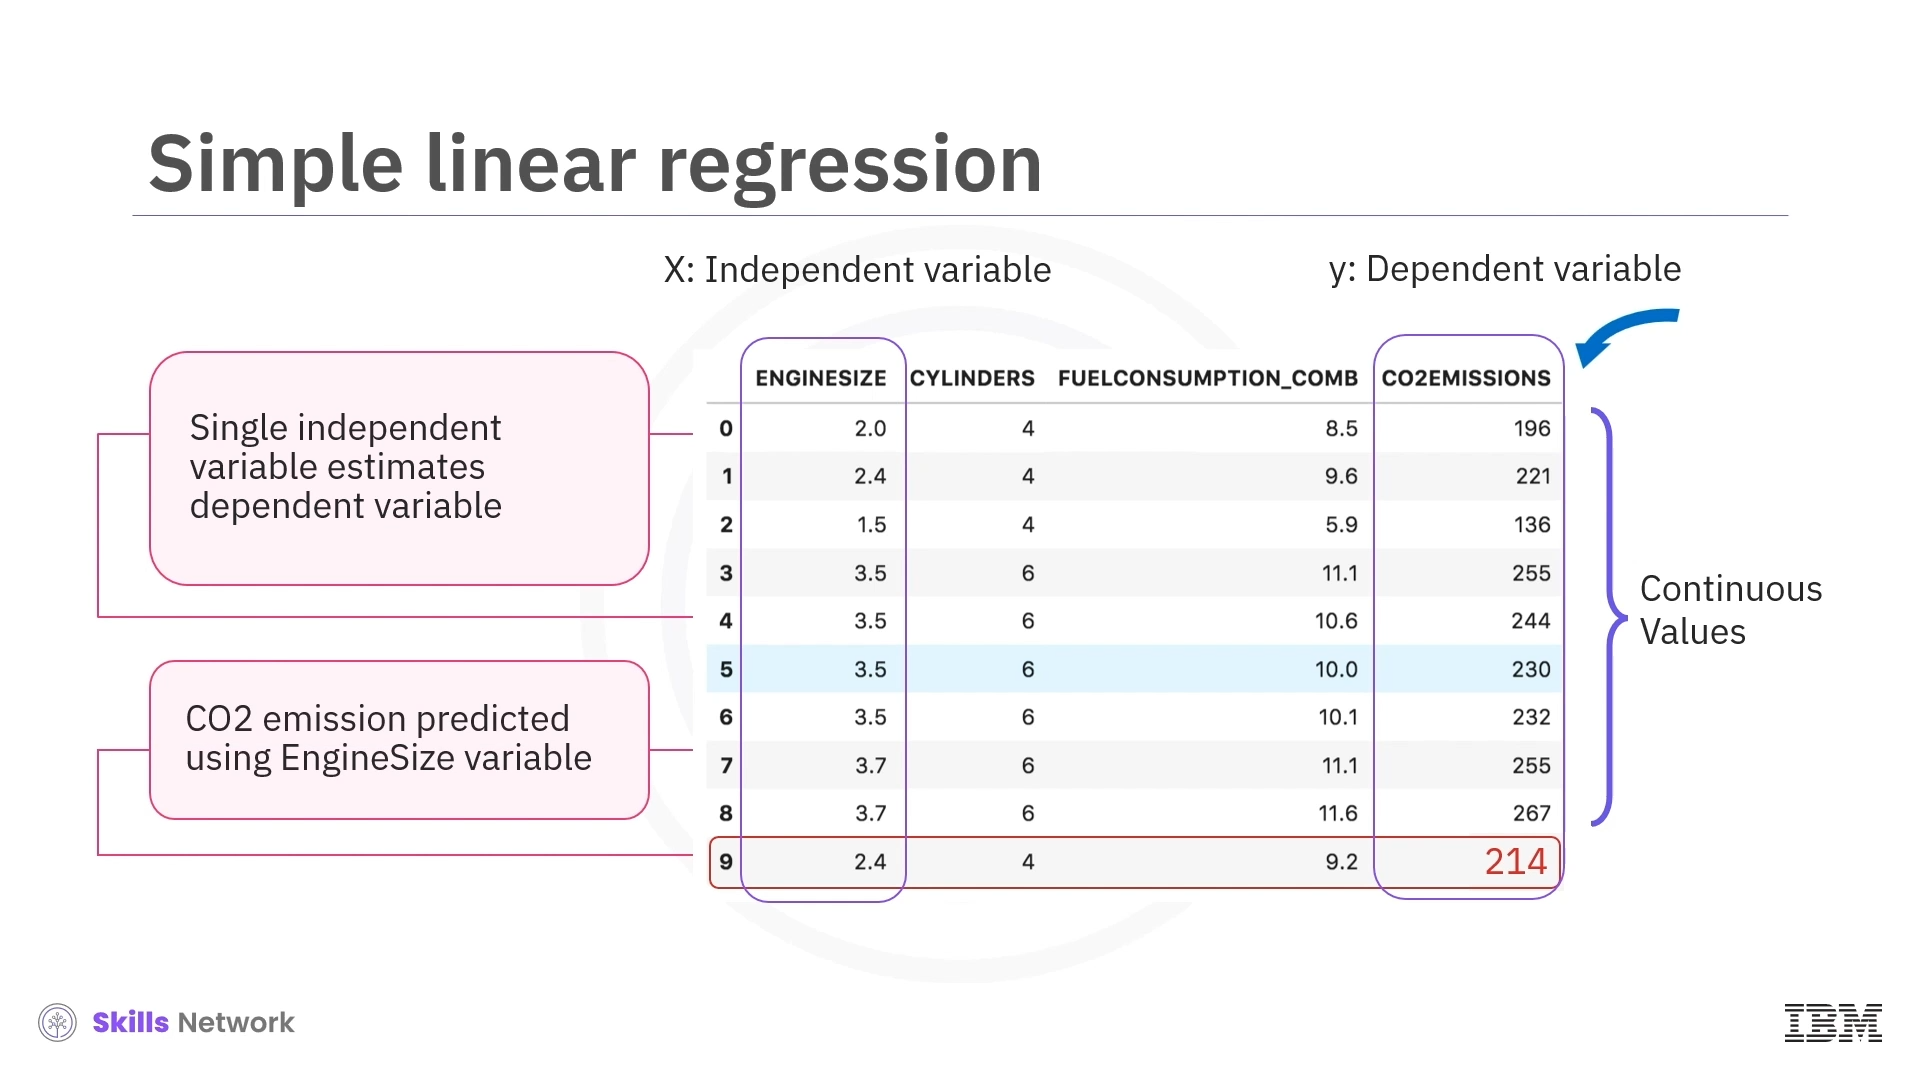 Simple linear regression
X: Independent variable
y: Dependent variable
Single independent
variable estimates
dependent variable
CO2 emission predicted
using EngineSize variable
ENGINESIZE CYLINDERS FUELCONSUMPTION_COMB CO2EMISSIONS
0 2.0 4 8.5 196
1 2.4 4 9.6 221
2 1.5 4 5.9 136
3 3.5 6 11.1 255
4 3.5 6 10.6 244
5 3.5 6 10.0 230
6 3.5 6 10.1 232
7 3.7 6 11.1 255
8 3.7 6 11.6 267
9 2.4 4 9.2 214
Continuous
Values
Skills Network
IBM